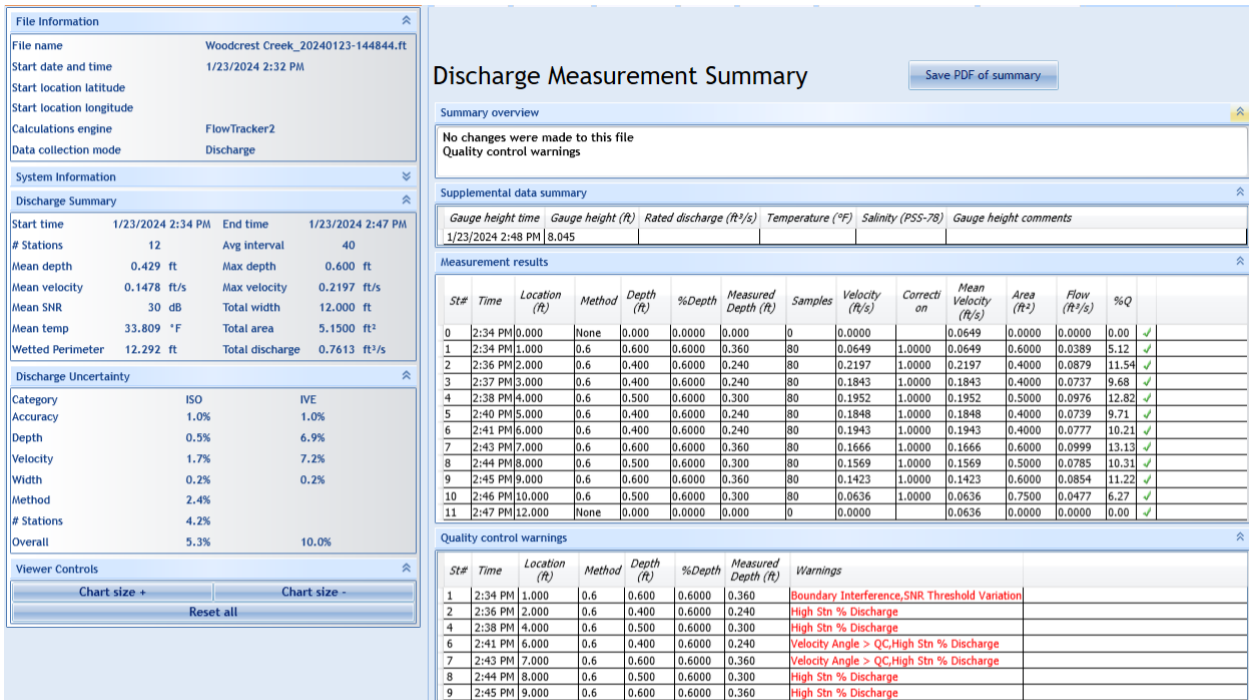 File Information
File name Woodcrest Creek_20240123-144844.ft
Start date and time 1/23/2024 2:32 PM
Start location latitude
Start location longitude
Calculations engine FlowTracker2
Data collection mode Discharge
System Information
Discharge Summary
Start time 1/23/2024 2:34 PM End time 1/23/2024 2:47 PM
# Stations 12 Avg interval 40
Mean depth 0.429 ft Max depth 0.600 ft
Mean velocity 0.1478 ft/s Max velocity 0.2197 ft/s
Mean SNR 30 dB Total width 12.000 ft
Mean temp 33.809 °F Total area 5.1500 ft²
Wetted Perimeter 12.292 ft Total discharge 0.7613 ft³/s
Discharge Uncertainty
Category ISO IVE
Accuracy 1.0% 1.0%
Depth 0.5% 6.9%
Velocity 1.7% 7.2%
Width 0.2% 0.2%
Method 2.4%
# Stations 4.2%
Overall 5.3% 10.0%
Viewer Controls
Chart size + Chart size -
Reset all
Discharge Measurement Summary
Save PDF of summary
Summary overview
No changes were made to this file
Quality control warnings
Supplemental data summary
Gauge height time Gauge height (ft) Rated discharge (ft³/s) Temperature (°F) Salinity (PSS-78) Gauge height comments
1/23/2024 2:48 PM 8.045
Measurement results
St# Time Location (ft) Method Depth (ft) %Depth Measured Depth (ft) Samples Velocity (ft/s) Correcti on Mean Velocity (ft/s) Area (ft²) Flow (ft³/s) %Q
0 2:34 PM 0.000 None 0.000 0.0000 0.000 0 0.0000 0.0649 0.0000 0.0000 0.00 ✓
1 2:34 PM 1.000 0.6 0.600 0.6000 0.360 80 0.0649 1.0000 0.0649 0.6000 0.0389 5.12 ✓
2 2:36 PM 2.000 0.6 0.400 0.6000 0.240 80 0.2197 1.0000 0.2197 0.4000 0.0879 11.54 ✓
3 2:37 PM 3.000 0.6 0.400 0.6000 0.240 80 0.1843 1.0000 0.1843 0.4000 0.0737 9.68 ✓
4 2:38 PM 4.000 0.6 0.500 0.6000 0.300 80 0.1952 1.0000 0.1952 0.5000 0.0976 12.82 ✓
5 2:40 PM 5.000 0.6 0.400 0.6000 0.240 80 0.1848 1.0000 0.1848 0.4000 0.0739 9.71 ✓
6 2:41 PM 6.000 0.6 0.400 0.6000 0.240 80 0.1943 1.0000 0.1943 0.4000 0.0777 10.21 ✓
7 2:43 PM 7.000 0.6 0.600 0.6000 0.360 80 0.1666 1.0000 0.1666 0.6000 0.0999 13.13 ✓
8 2:44 PM 8.000 0.6 0.500 0.6000 0.300 80 0.1569 1.0000 0.1569 0.5000 0.0785 10.31 ✓
9 2:45 PM 9.000 0.6 0.600 0.6000 0.360 80 0.1423 1.0000 0.1423 0.6000 0.0854 11.22 ✓
10 2:46 PM 10.000 0.6 0.500 0.6000 0.300 80 0.0636 1.0000 0.0636 0.7500 0.0477 6.27 ✓
11 2:47 PM 12.000 None 0.000 0.0000 0.000 0 0.0000 0.0636 0.0000 0.0000 0.00 ✓
Quality control warnings
St# Time Location (ft) Method Depth (ft) %Depth Measured Depth (ft) Warnings
1 2:34 PM 1.000 0.6 0.600 0.6000 0.360 Boundary Interference,SNR Threshold Variation
2 2:36 PM 2.000 0.6 0.400 0.6000 0.240 High Stn % Discharge
4 2:38 PM 4.000 0.6 0.500 0.6000 0.300 High Stn % Discharge
6 2:41 PM 6.000 0.6 0.400 0.6000 0.240 Velocity Angle > QC,High Stn % Discharge
7 2:43 PM 7.000 0.6 0.600 0.6000 0.360 Velocity Angle > QC,High Stn % Discharge
8 2:44 PM 8.000 0.6 0.500 0.6000 0.300 High Stn % Discharge
9 2:45 PM 9.000 0.6 0.600 0.6000 0.360 High Stn % Discharge